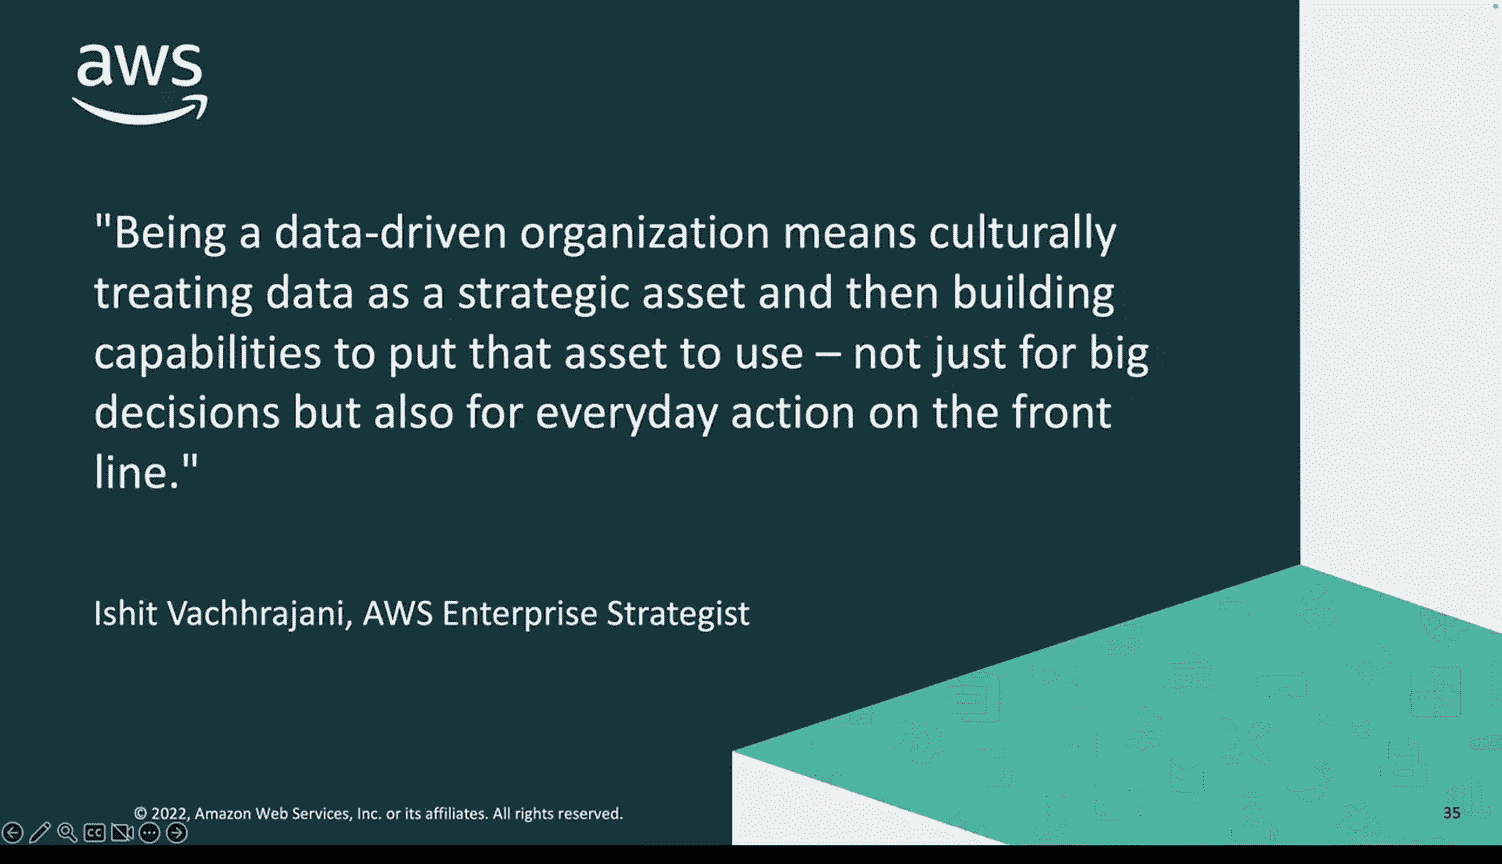 aws
"Being a data-driven organization means culturally
treating data as a strategic asset and then building
capabilities to put that asset to use – not just for big
decisions but also for everyday action on the front
line."
Ishit Vachhrajani, AWS Enterprise Strategist
© 2022, Amazon Web Services, Inc. or its affiliates. All rights reserved.
35
CC